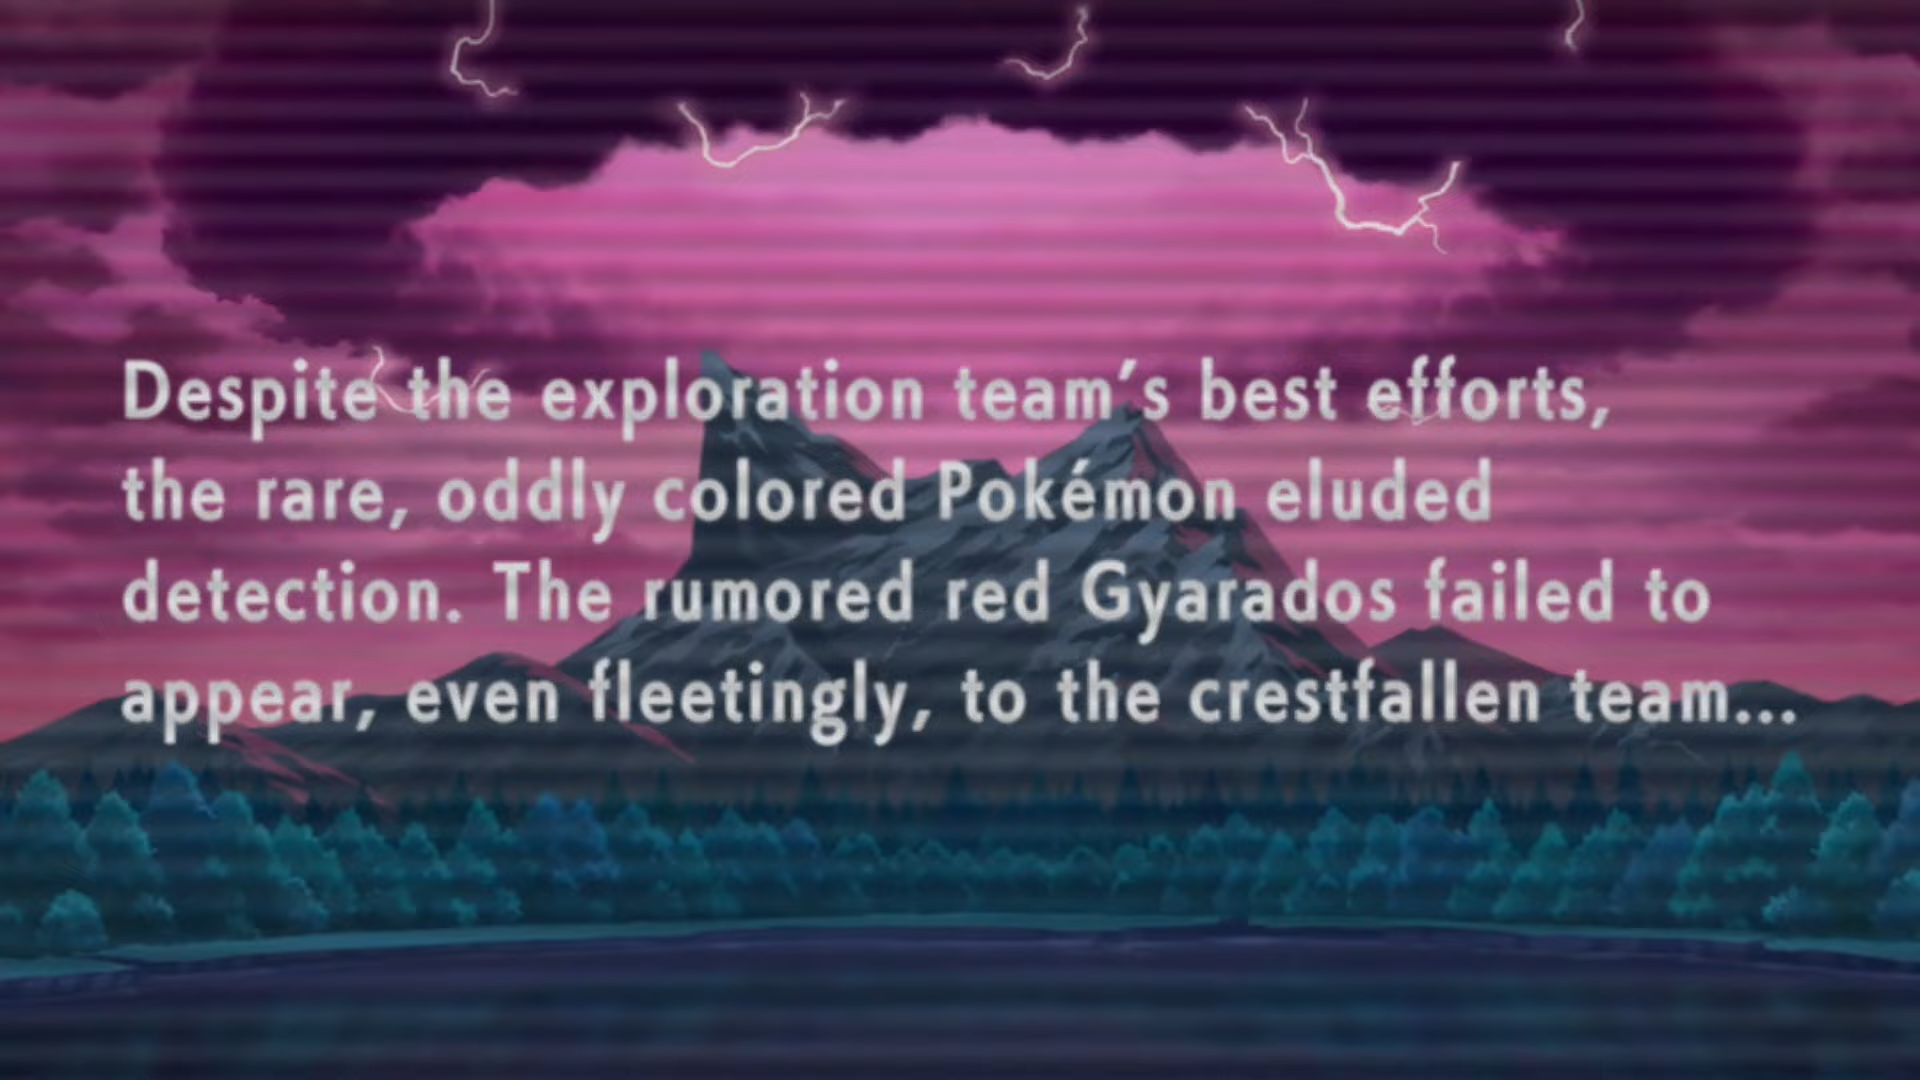 Despite the exploration team's best efforts,
the rare, oddly colored Pokémon eluded
detection. The rumored red Gyarados failed to
appear, even fleetingly, to the crestfallen team...